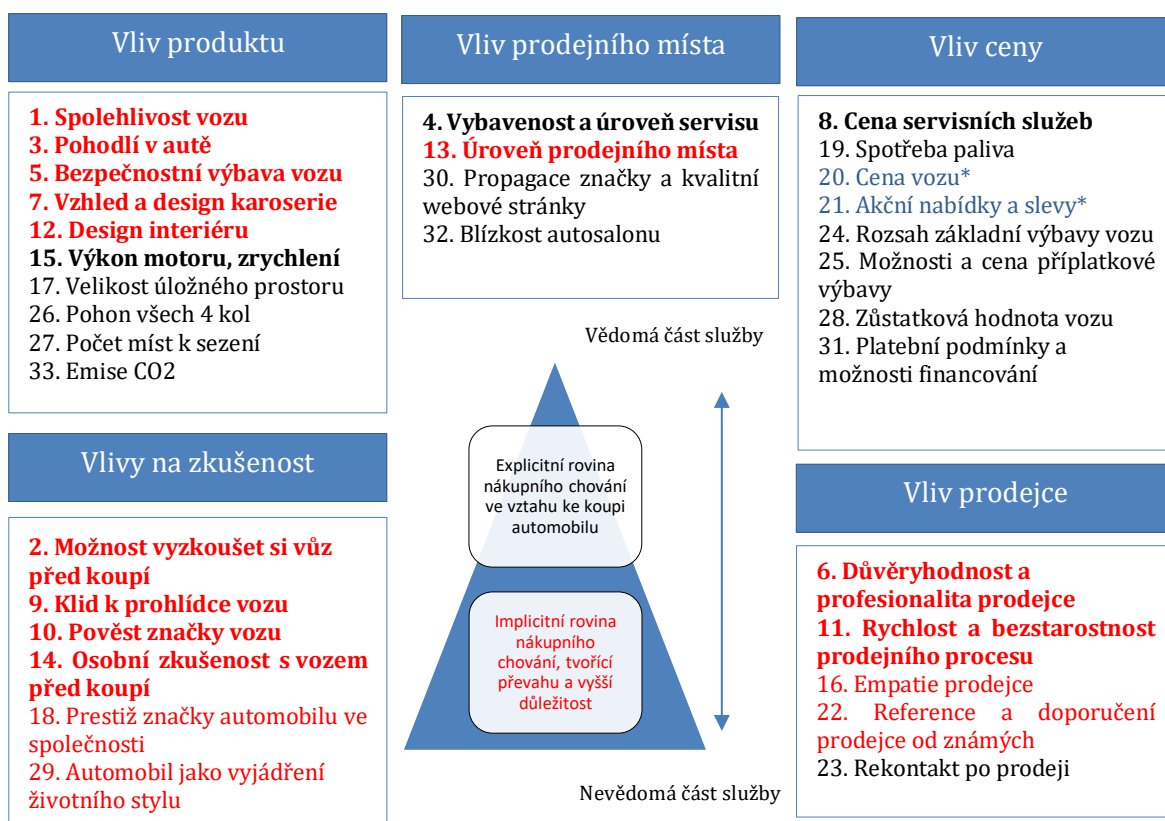 Vliv produktu
1. Spolehlivost vozu
3. Pohodlí v autě
5. Bezpečnostní výbava vozu
7. Vzhled a design karoserie
12. Design interiéru
15. Výkon motoru, zrychlení
17. Velikost úložného prostoru
26. Pohon všech 4 kol
27. Počet míst k sezení
33. Emise CO2
Vliv prodejního místa
4. Vybavenost a úroveň servisu
13. Úroveň prodejního místa
30. Propagace značky a kvalitní
webové stránky
32. Blízkost autosalonu
Vliv ceny
8. Cena servisních služeb
19. Spotřeba paliva
20. Cena vozu*
21. Akční nabídky a slevy*
24. Rozsah základní výbavy vozu
25. Možnosti a cena příplatkové
výbavy
28. Zůstatková hodnota vozu
31. Platební podmínky a
možnosti financování
Vlivy na zkušenost
2. Možnost vyzkoušet si vůz
před koupí
9. Klid k prohlídce vozu
10. Pověst značky vozu
14. Osobní zkušenost s vozem
před koupí
18. Prestiž značky automobilu ve
společnosti
29. Automobil jako vyjádření
životního stylu
Vědomá část služby
Explicitní rovina
nákupního chování
ve vztahu ke koupi
automobilu
Implicitní rovina
nákupního
chování, tvořící
převahu a vyšší
důležitost
Nevědomá část služby
Vliv prodejce
6. Důvěryhodnost a
profesionalita prodejce
11. Rychlost a bezstarostnost
prodejního procesu
16. Empatie prodejce
22. Reference a doporučení
prodejce od známých
23. Rekontakt po prodeji